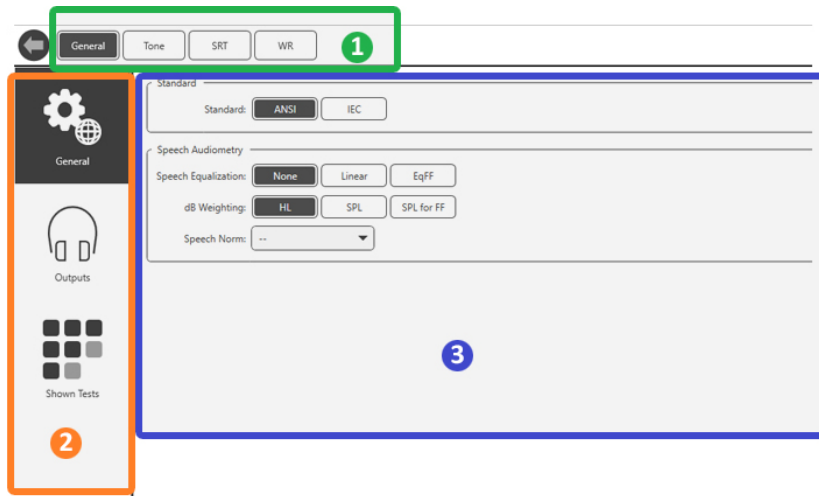 General Tone SRT WR 1
Standard
Standard: ANSI IEC
General
Speech Audiometry
Speech Equalization: None Linear EqFF
dB Weighting: HL SPL SPL for FF
Speech Norm: --
Outputs
3
Shown Tests
2